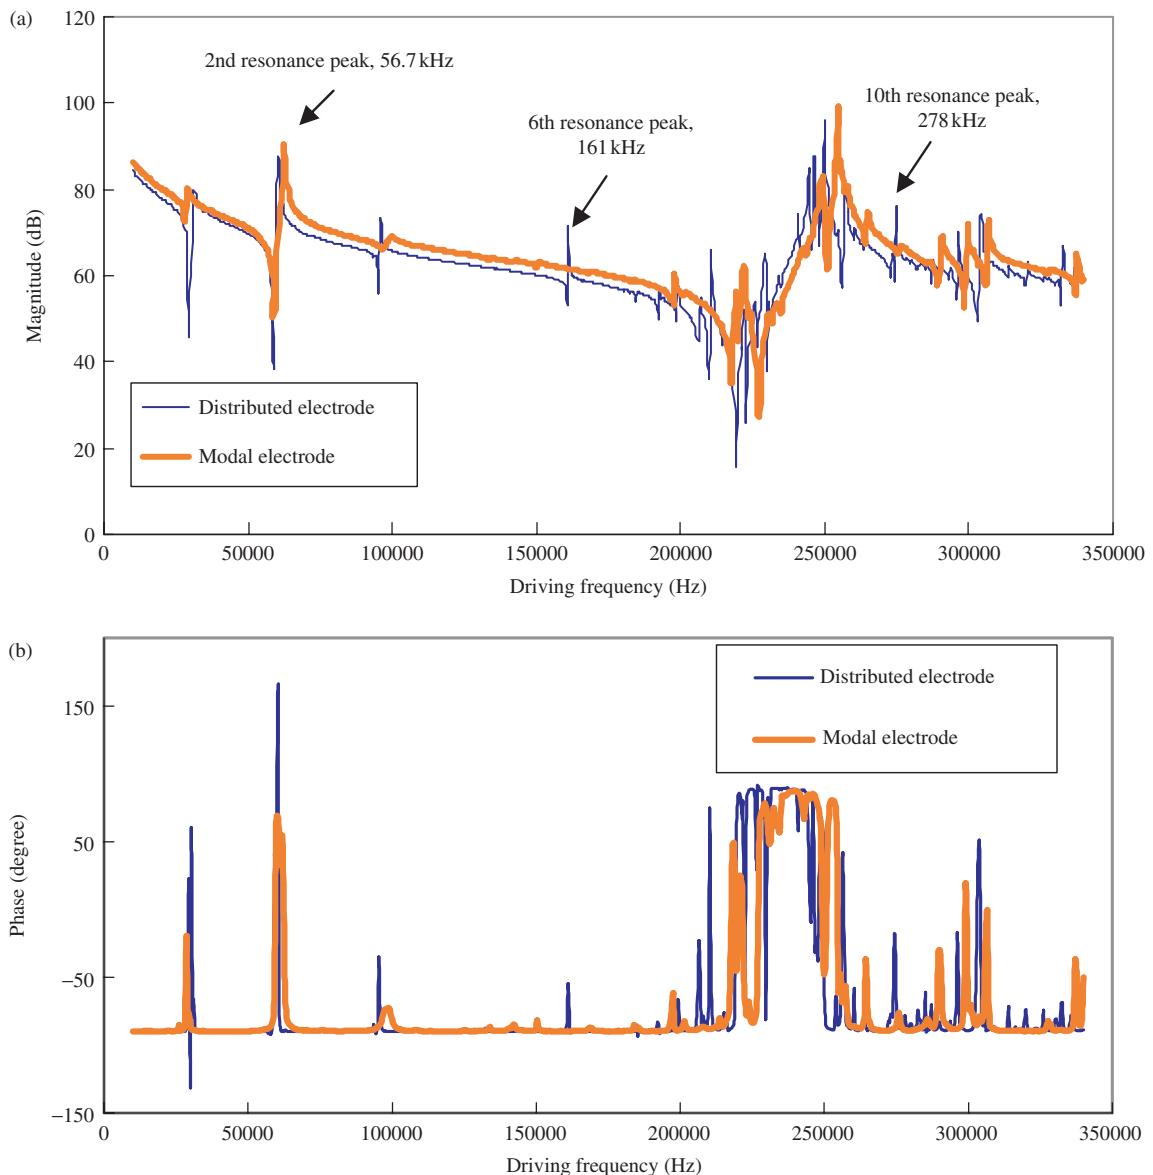 (a)
120
100
80
60
40
20
0
Magnitude (dB)
2nd resonance peak, 56.7 kHz
6th resonance peak,
161 kHz
10th resonance peak,
278 kHz
Distributed electrode
Modal electrode
0 50000 100000 150000 200000 250000 300000 350000
Driving frequency (Hz)
(b)
150
50
−50
−150
Phase (degree)
Distributed electrode
Modal electrode
0 50000 100000 150000 200000 250000 300000 350000
Driving frequency (Hz)